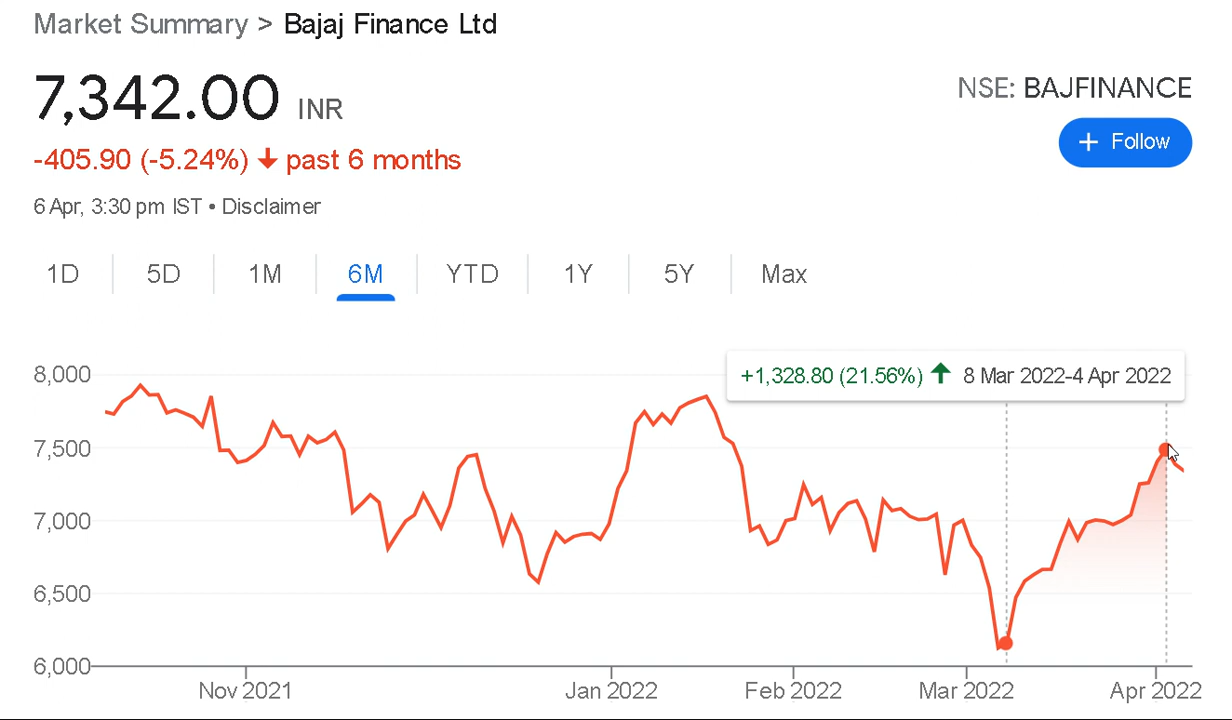 Market Summary > Bajaj Finance Ltd
7,342.00 INR
NSE: BAJFINANCE
+ Follow
-405.90 (-5.24%) ↓ past 6 months
6 Apr, 3:30 pm IST • Disclaimer
1D 5D 1M 6M YTD 1Y 5Y Max
+1,328.80 (21.56%) ↑ 8 Mar 2022-4 Apr 2022
8,000
7,500
7,000
6,500
6,000
Nov 2021 Jan 2022 Feb 2022 Mar 2022 Apr 2022